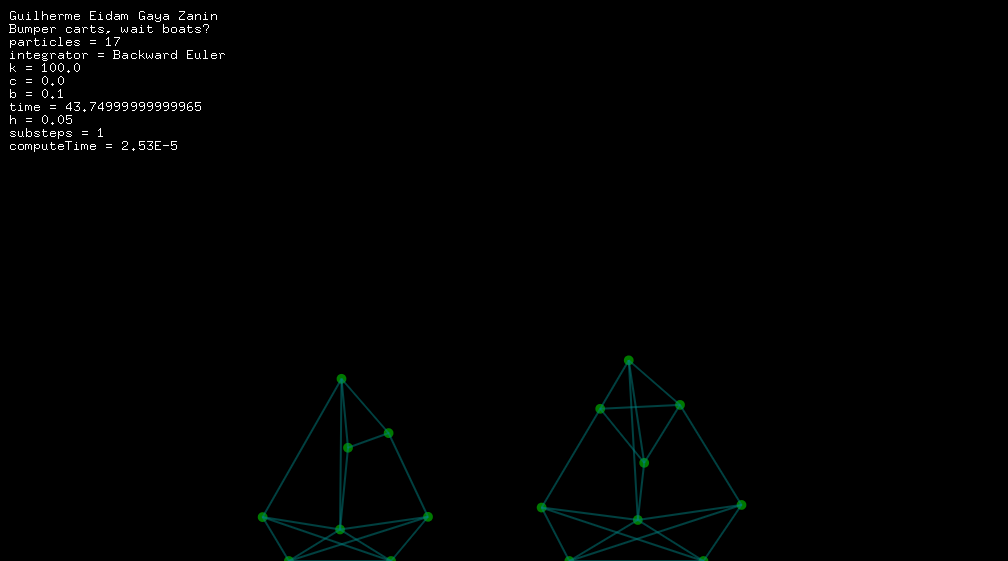 Guilherme Eidam Gaya Zanin
Bumper carts, wait boats?
particles = 17
integrator = Backward Euler
k = 100.0
c = 0.0
b = 0.1
time = 43.74999999999965
h = 0.05
substeps = 1
computeTime = 2.53E-5